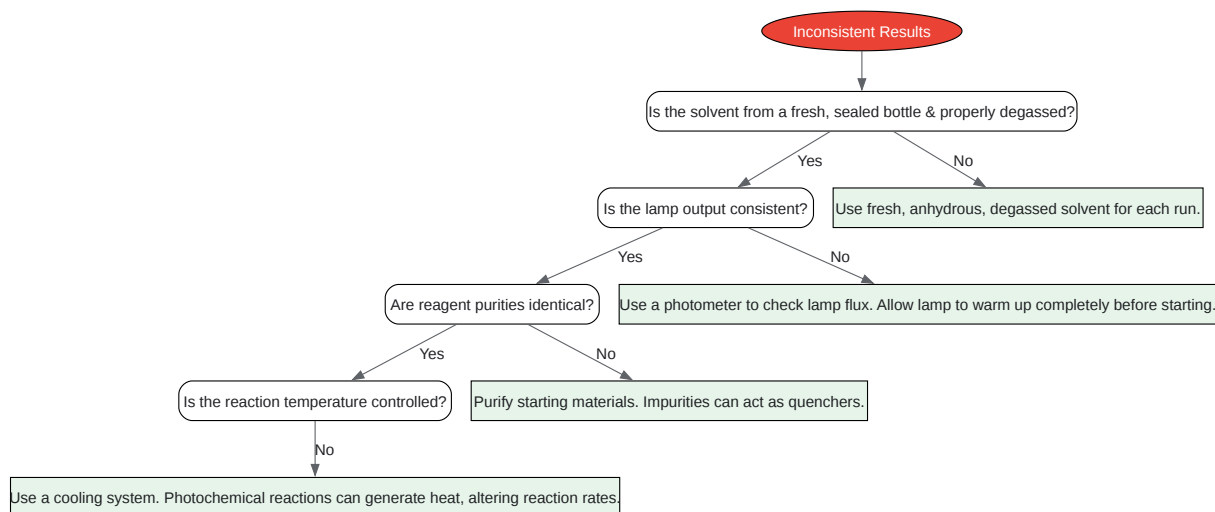 Inconsistent Results
Is the solvent from a fresh, sealed bottle & properly degassed?
Yes
No
Is the lamp output consistent?
Use fresh, anhydrous, degassed solvent for each run.
Yes
No
Are reagent purities identical?
Use a photometer to check lamp flux. Allow lamp to warm up completely before starting.
Yes
No
Is the reaction temperature controlled?
Purify starting materials. Impurities can act as quenchers.
No
Use a cooling system. Photochemical reactions can generate heat, altering reaction rates.